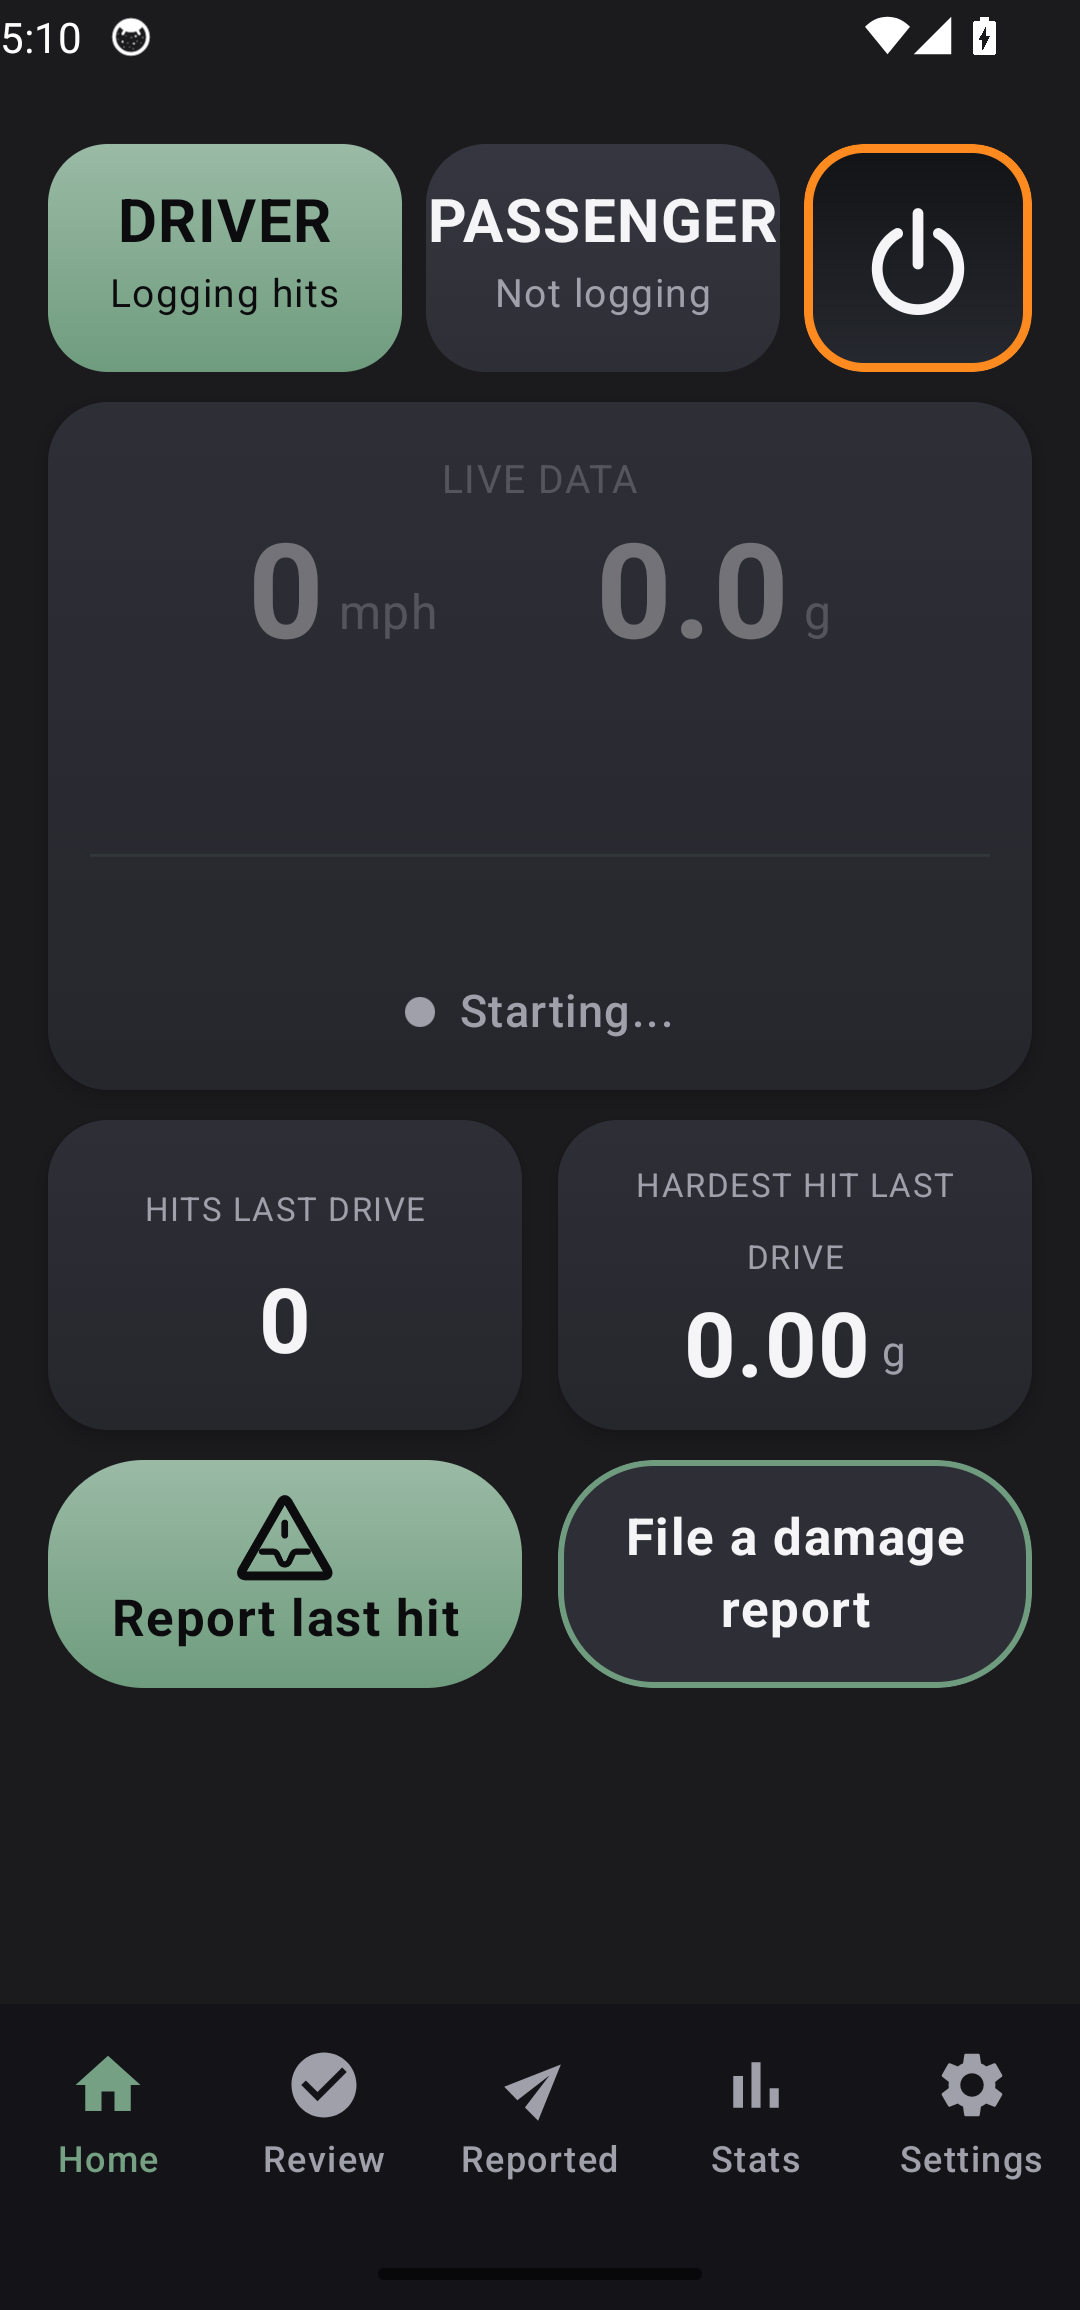 5:10
DRIVER
Logging hits
PASSENGER
Not logging
LIVE DATA
0 mph
0.0 g
Starting...
HITS LAST DRIVE
0
HARDEST HIT LAST
DRIVE
0.00 g
Report last hit
File a damage
report
Home
Review
Reported
Stats
Settings